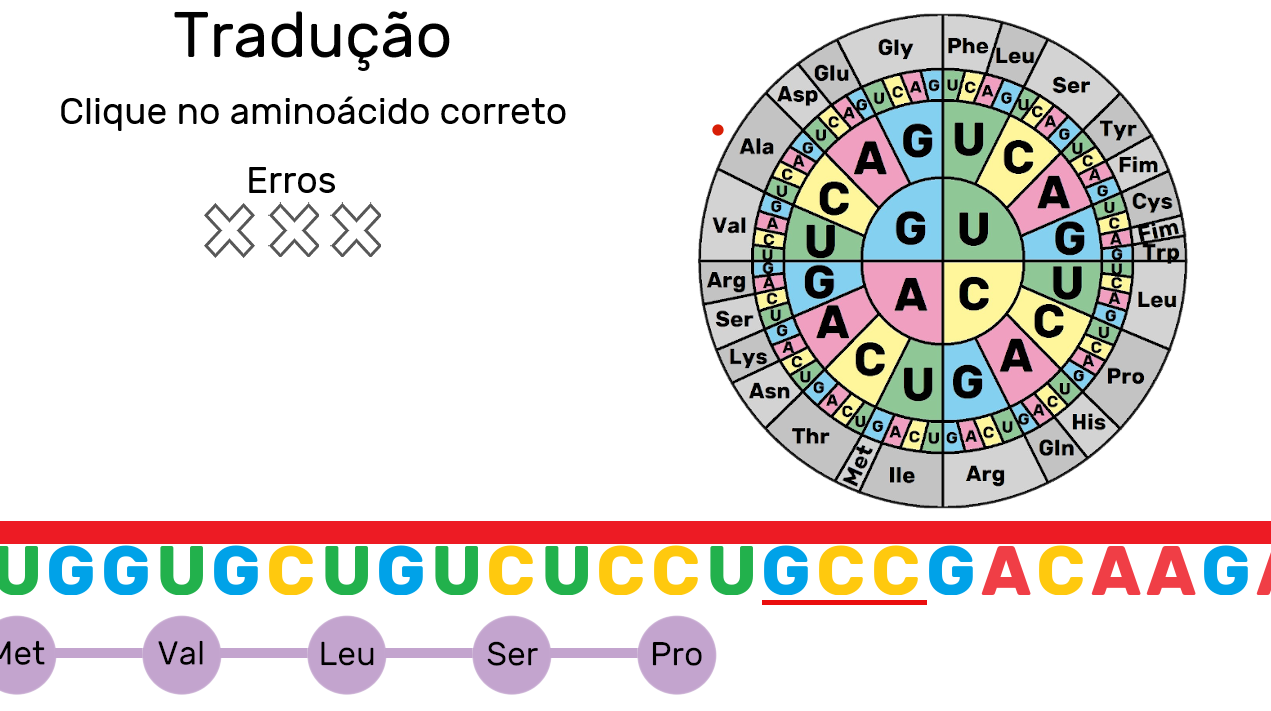 Tradução
Clique no aminoácido correto
Erros
Gly Phe Leu
Glu Ser
Asp Tyr
Ala Fim
Val Cys
Fim
Trp
Arg Leu
Ser
Lys Pro
Asn His
Thr Gln
Met Ile Arg
G U
A C
G U C A G U C A G U C A G U C A
UGGUGCUGUCUCCUGCCGACAAGA
Met Val Leu Ser Pro